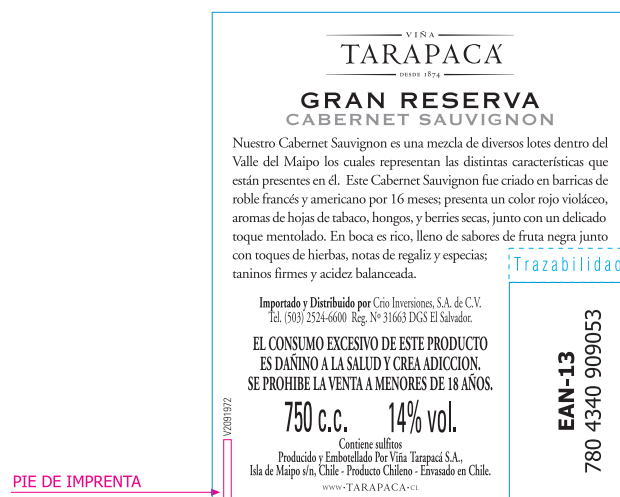 VIÑA
TARAPACÁ
DESDE 1874
GRAN RESERVA
CABERNET SAUVIGNON
Nuestro Cabernet Sauvignon es una mezcla de diversos lotes dentro del
Valle del Maipo los cuales representan las distintas características que
están presentes en él. Este Cabernet Sauvignon fue criado en barricas de
roble francés y americano por 16 meses; presenta un color rojo violáceo,
aromas de hojas de tabaco, hongos, y berries secas, junto con un delicado
toque mentolado. En boca es rico, lleno de sabores de fruta negra junto
con toques de hierbas, notas de regaliz y especias;
taninos firmes y acidez balanceada.
Trazabilidad
Importado y Distribuido por Crio Inversiones, S.A. de C.V.
Tel. (503) 2524-6600 Reg. Nº 31663 DGS El Salvador.
EL CONSUMO EXCESIVO DE ESTE PRODUCTO
ES DAÑINO A LA SALUD Y CREA ADICCION.
SE PROHIBE LA VENTA A MENORES DE 18 AÑOS.
750 c.c. 14% vol.
Contiene sulfitos
Producido y Embotellado Por Viña Tarapacá S.A.,
Isla de Maipo s/n, Chile - Producto Chileno - Envasado en Chile.
WWW•TARAPACA•CL
V2091972
EAN-13
780 4340 909053
PIE DE IMPRENTA